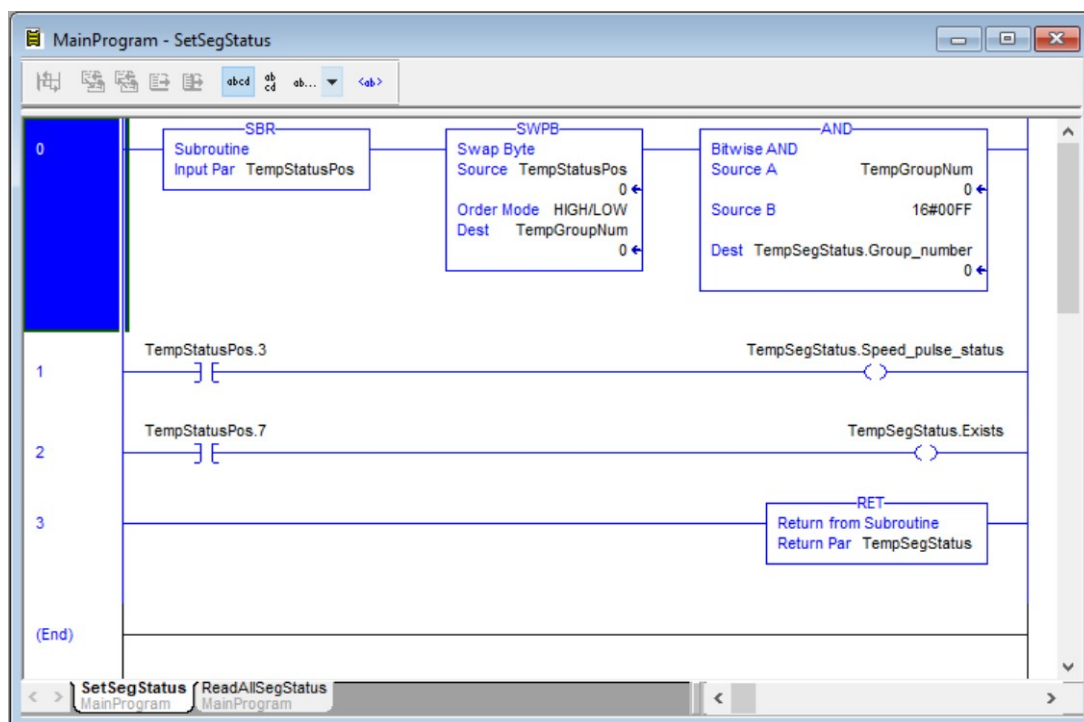 MainProgram - SetSegStatus
abcd ab cd ab... <ab>
0
SBR
Subroutine
Input Par TempStatusPos
SWPB
Swap Byte
Source TempStatusPos
0
Order Mode HIGH/LOW
Dest TempGroupNum
0
AND
Bitwise AND
Source A TempGroupNum
0
Source B 16#00FF
Dest TempSegStatus.Group_number
0
1
TempStatusPos.3
TempSegStatus.Speed_pulse_status
2
TempStatusPos.7
TempSegStatus.Exists
3
RET
Return from Subroutine
Return Par TempSegStatus
(End)
SetSegStatus
MainProgram
ReadAllSegStatus
MainProgram